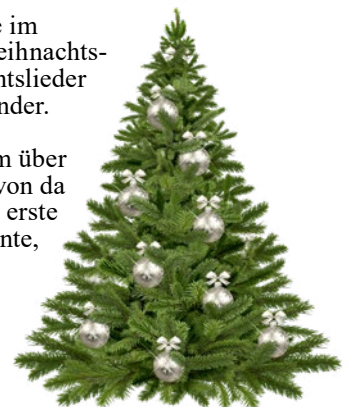 e im
eihnachts-
ntslieder
nder.
m über
von da
erste
nte,